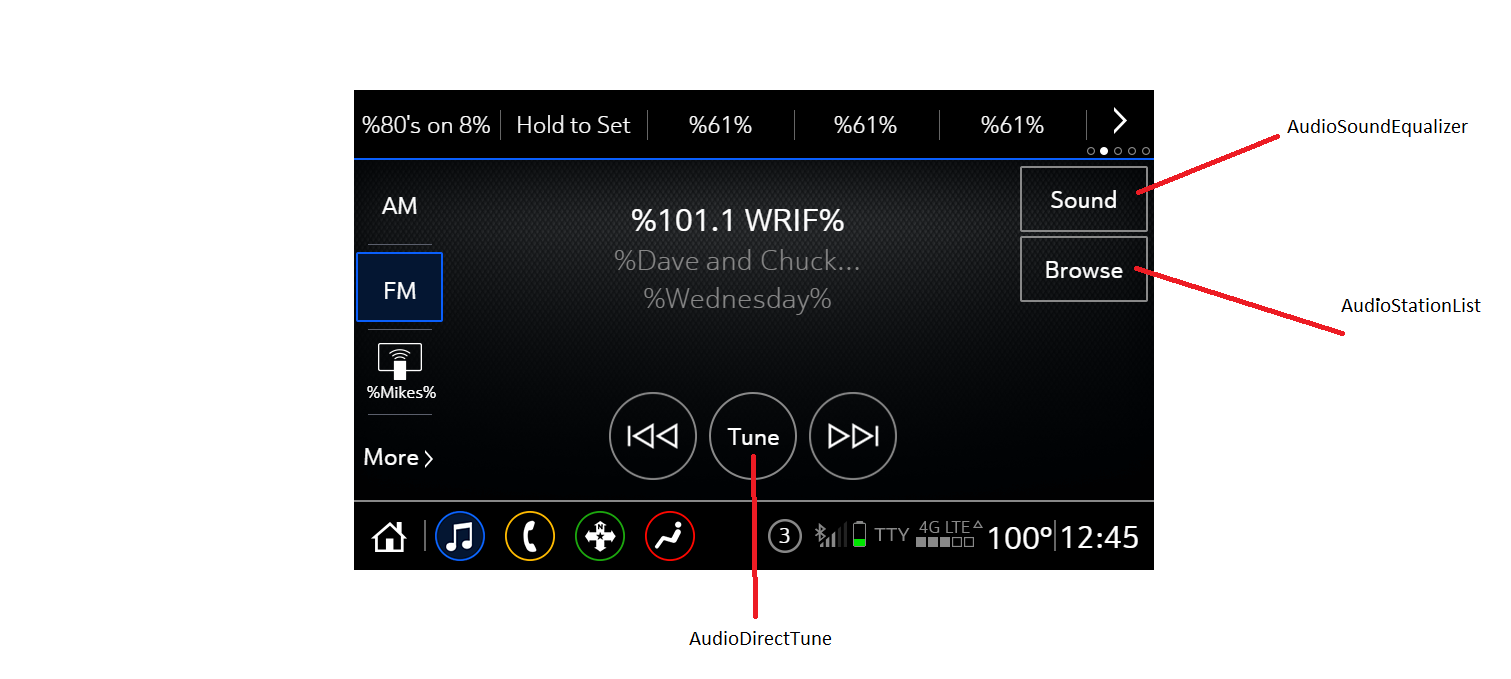 %80's on 8% Hold to Set %61% %61% %61%
AudioSoundEqualizer
AM
Sound
%101.1 WRIF%
%Dave and Chuck...
Browse
FM
%Wednesday%
AudioStationList
%Mikes%
Tune
More
3 TTY 4G LTE 100° 12:45
AudioDirectTune